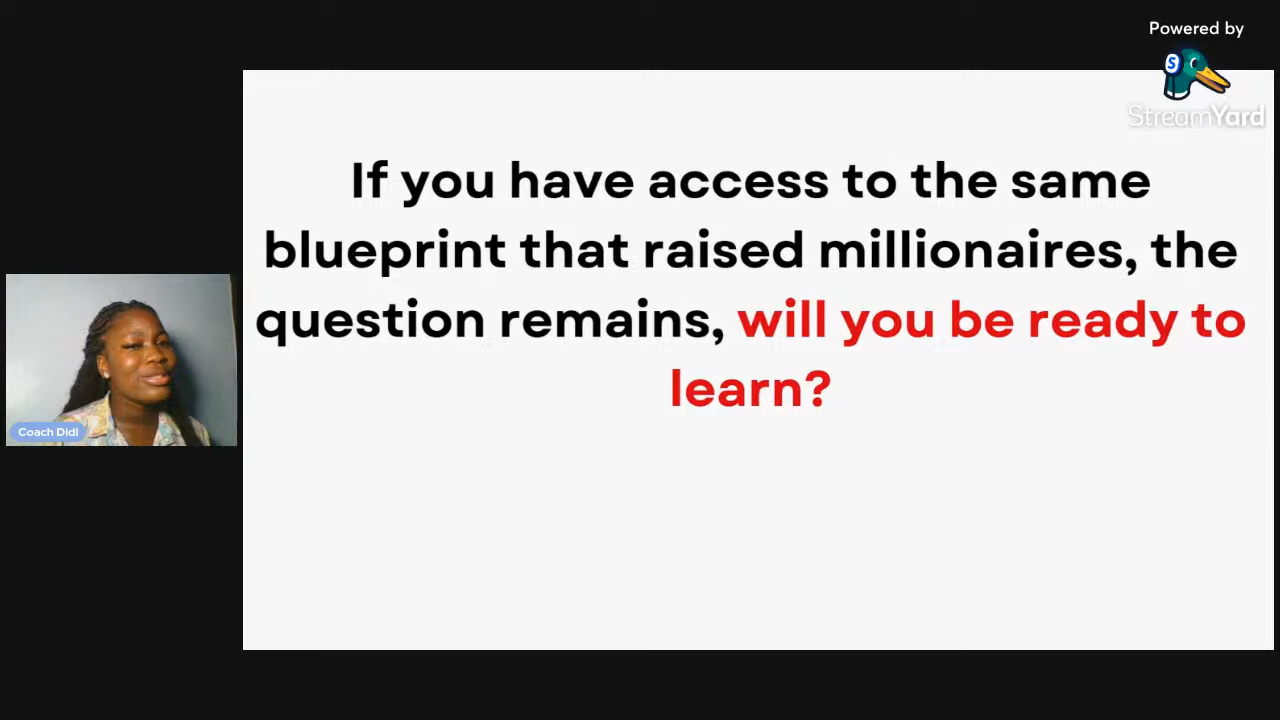 Powered by
S
StreamYard
If you have access to the same
blueprint that raised millionaires, the
question remains, will you be ready to
learn?
Coach Didi